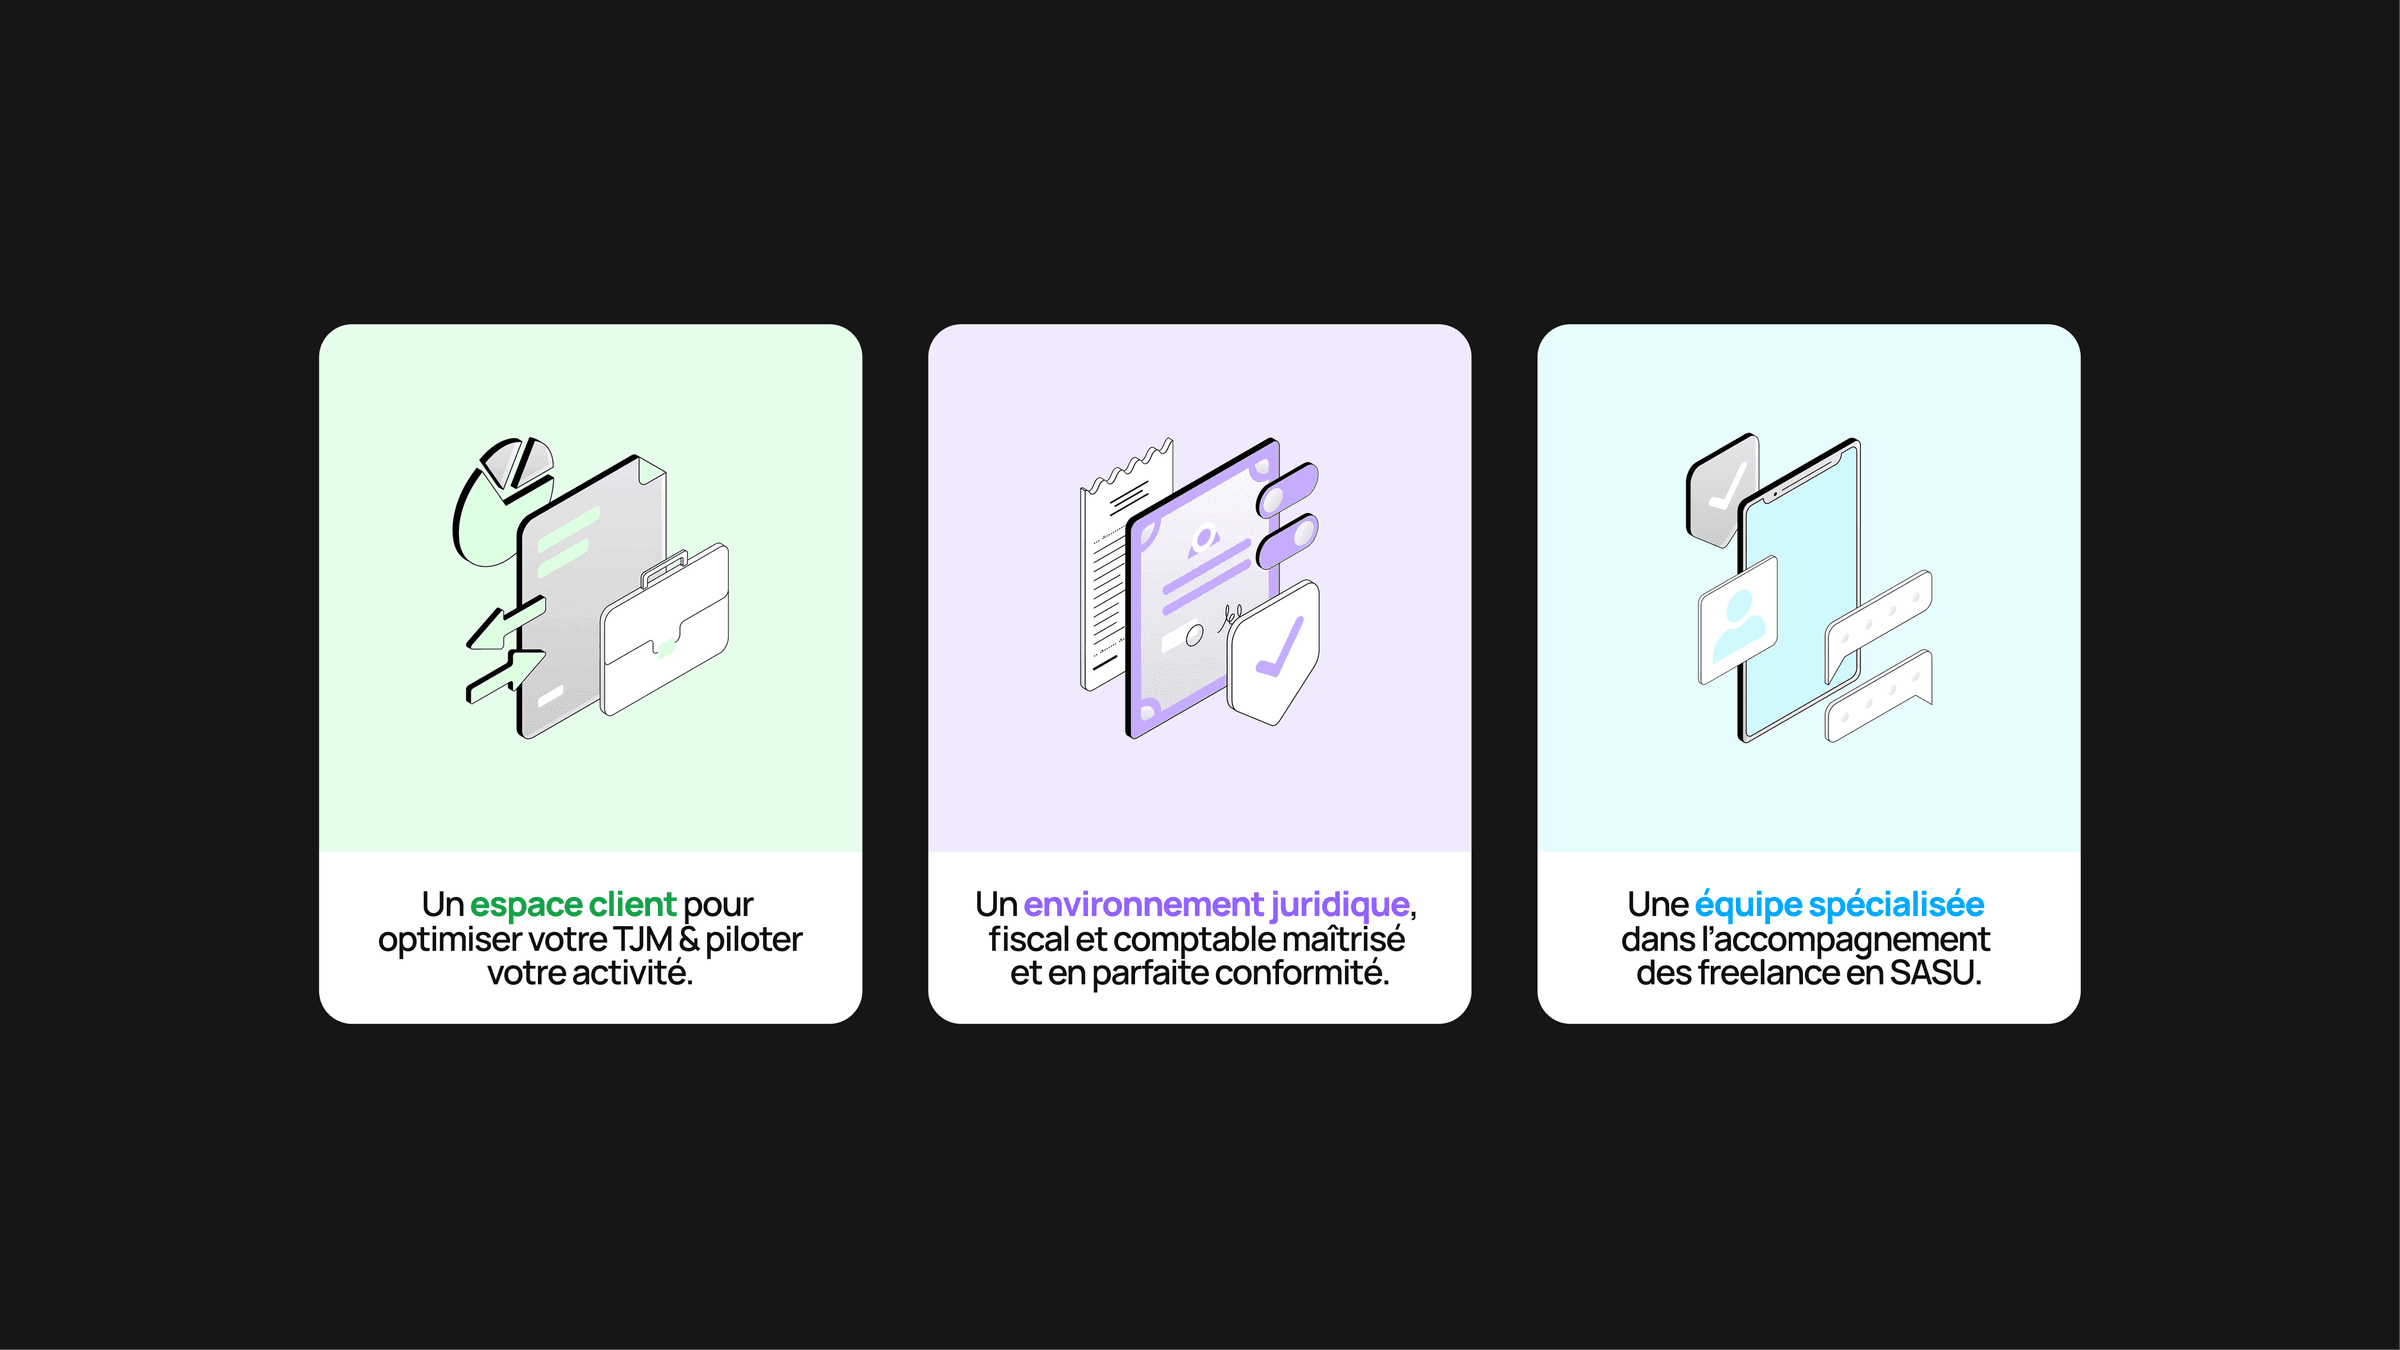 Un espace client pour
optimiser votre TJM & piloter
votre activité.
Un environnement juridique,
fiscal et comptable maîtrisé
et en parfaite conformité.
Une équipe spécialisée
dans l'accompagnement
des freelance en SASU.